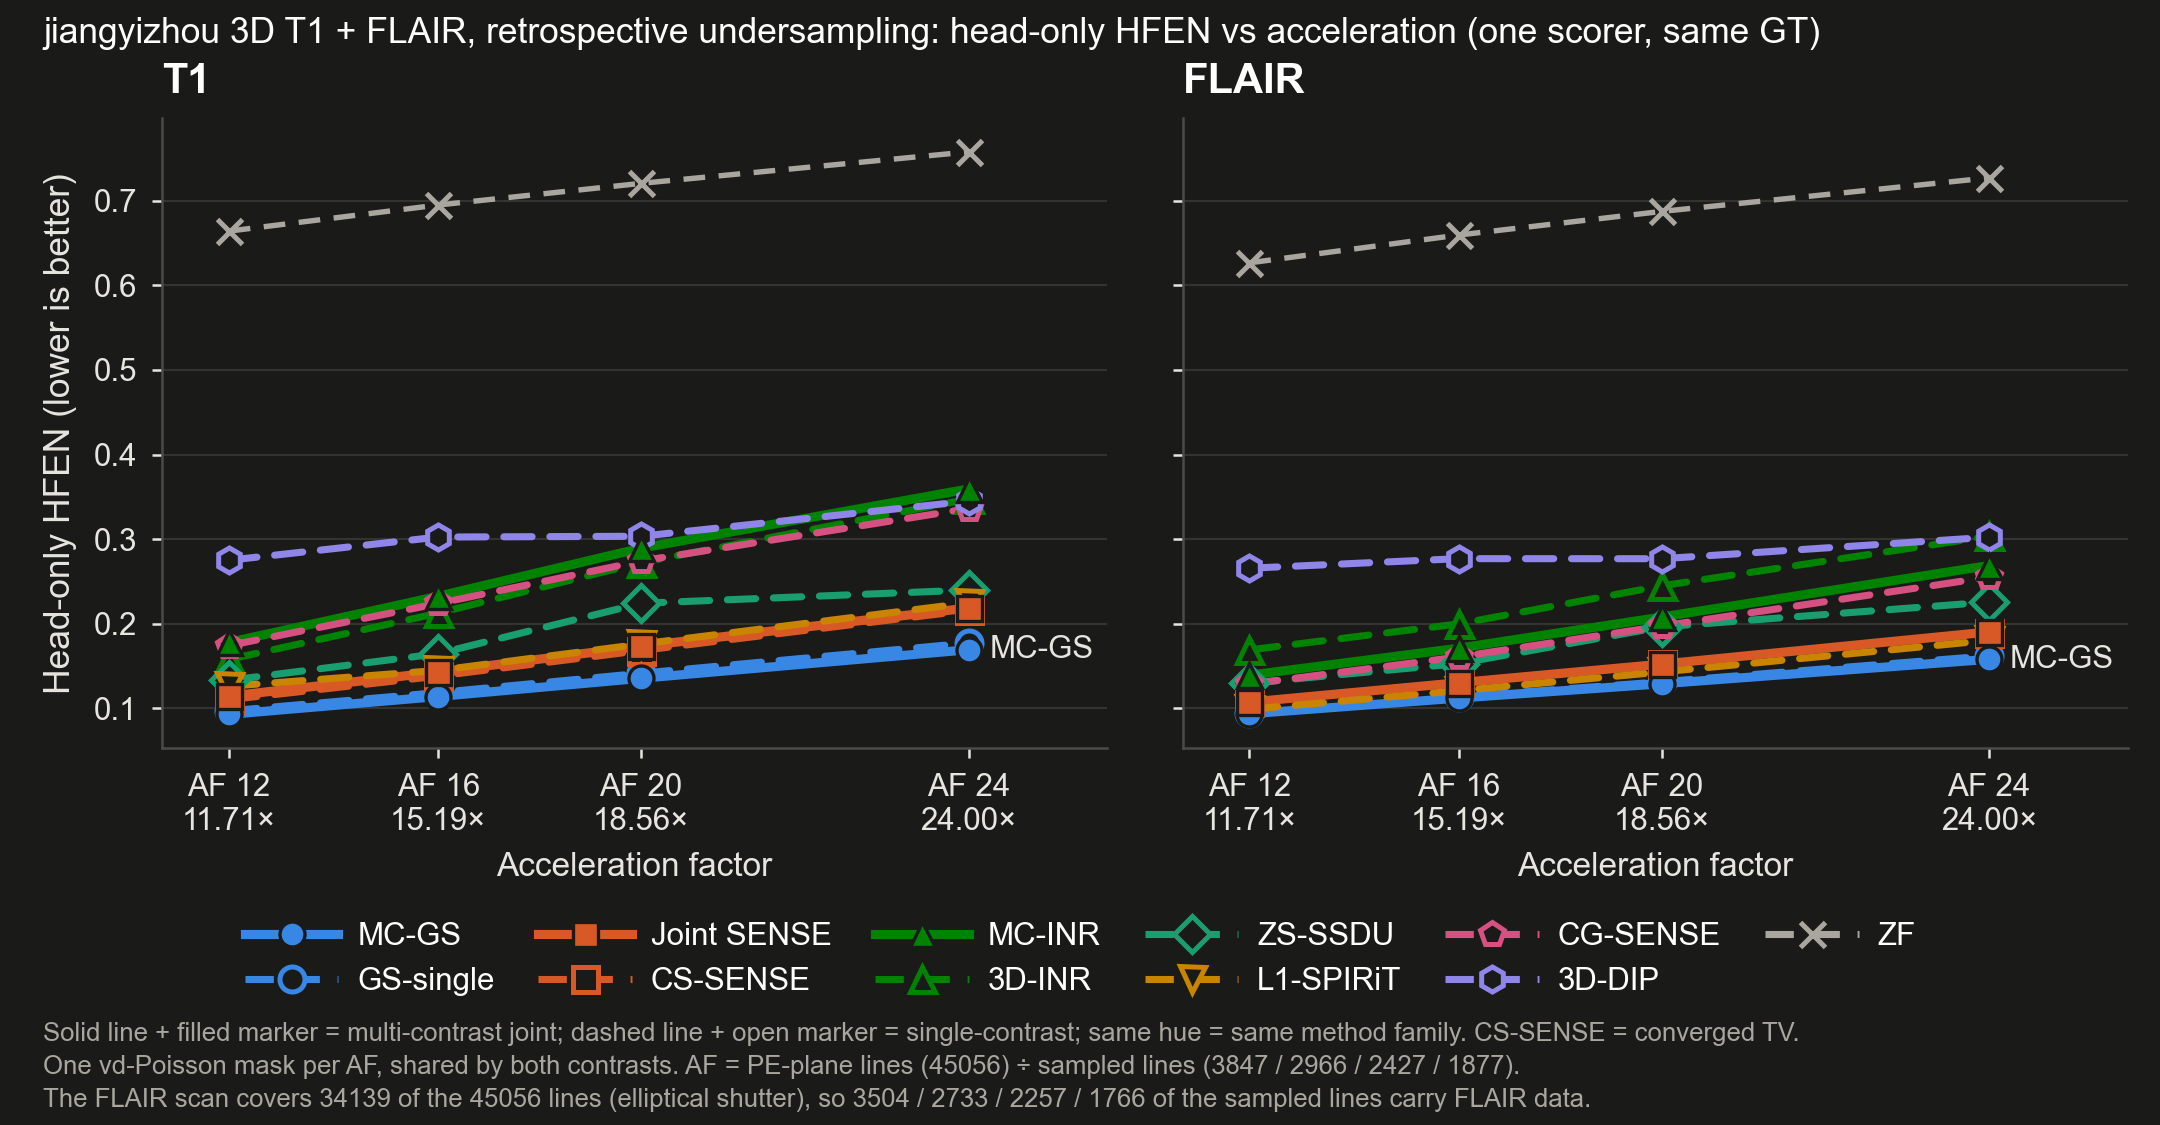 jiangyizhou 3D T1 + FLAIR, retrospective undersampling: head-only HFEN vs acceleration (one scorer, same GT)
T1
FLAIR
Head-only HFEN (lower is better)
0.7
0.6
0.5
0.4
0.3
0.2
0.1
MC-GS
MC-GS
AF 12
11.71×
AF 16
15.19×
AF 20
18.56×
AF 24
24.00×
AF 12
11.71×
AF 16
15.19×
AF 20
18.56×
AF 24
24.00×
Acceleration factor
Acceleration factor
MC-GS
Joint SENSE
MC-INR
ZS-SSDU
CG-SENSE
ZF
GS-single
CS-SENSE
3D-INR
L1-SPIRiT
3D-DIP
Solid line + filled marker = multi-contrast joint; dashed line + open marker = single-contrast; same hue = same method family. CS-SENSE = converged TV.
One vd-Poisson mask per AF, shared by both contrasts. AF = PE-plane lines (45056) ÷ sampled lines (3847 / 2966 / 2427 / 1877).
The FLAIR scan covers 34139 of the 45056 lines (elliptical shutter), so 3504 / 2733 / 2257 / 1766 of the sampled lines carry FLAIR data.